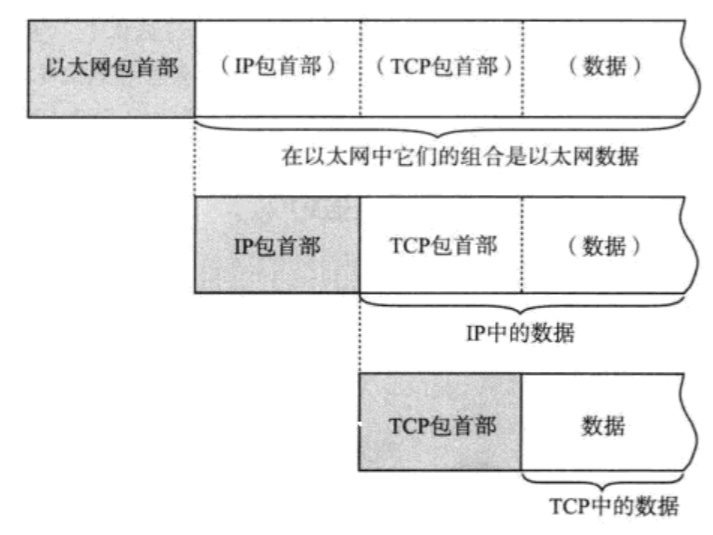 以太网包首部 （IP包首部） （TCP包首部） （数据）
在以太网中它们的组合是以太网数据
IP包首部 TCP包首部 （数据）
IP中的数据
TCP包首部 数据
TCP中的数据